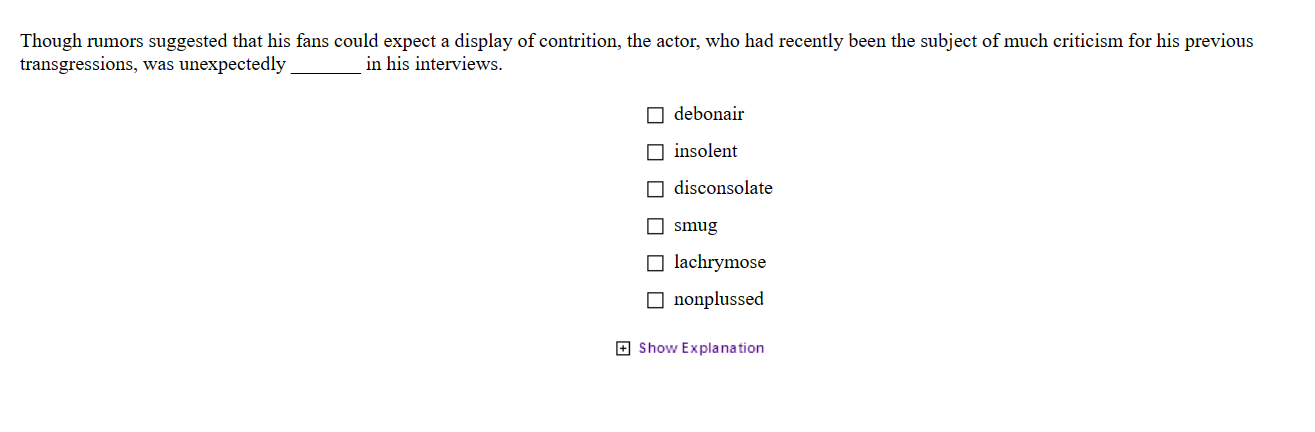 Though rumors suggested that his fans could expect a display of contrition, the actor, who had recently been the subject of much criticism for his previous
transgressions, was unexpectedly _______ in his interviews.
debonair
insolent
disconsolate
smug
lachrymose
nonplussed
Show Explanation